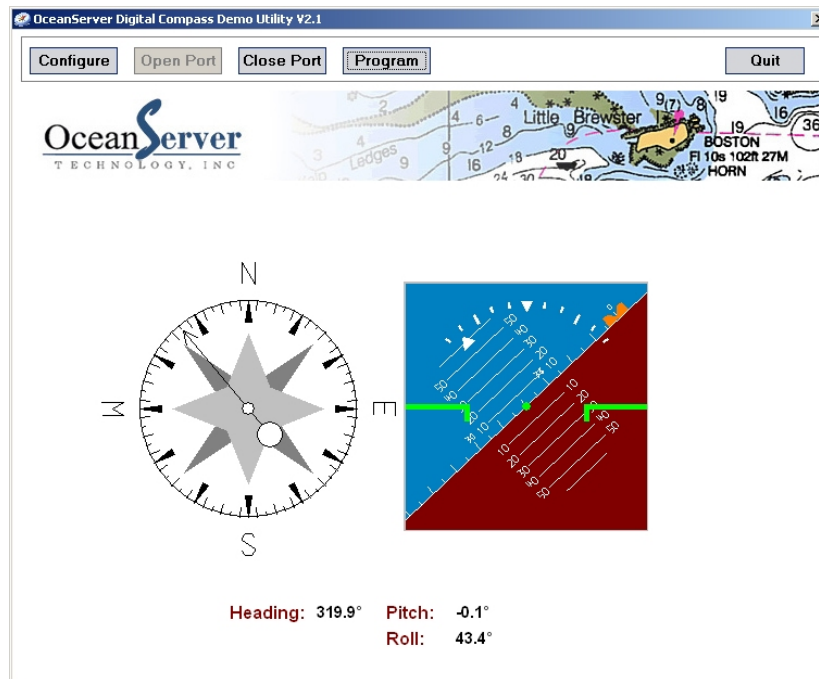 OceanServer Digital Compass Demo Utility V2.1
Configure Open Port Close Port Program Quit
OceanServer
TECHNOLOGY, INC
Little Brewster
Ledges
BOSTON
Fl 10s 102ft 27M
HORN
N
W
E
S
Heading: 319.9° Pitch: -0.1°
Roll: 43.4°